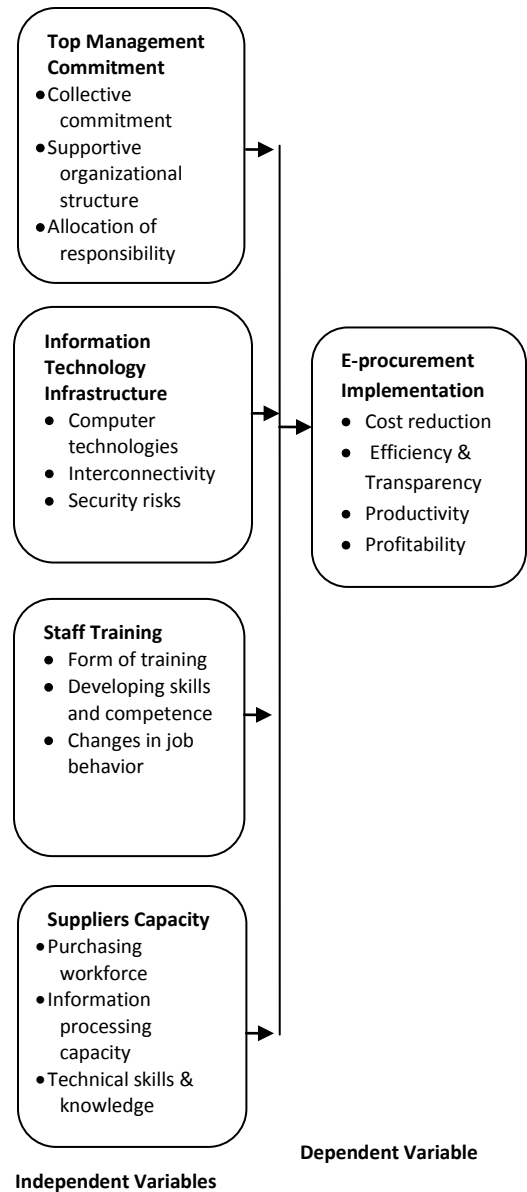 Top Management
Commitment
●Collective
commitment
●Supportive
organizational
structure
●Allocation of
responsibility
Information
Technology
Infrastructure
● Computer
technologies
● Interconnectivity
● Security risks
E-procurement
Implementation
● Cost reduction
● Efficiency &
Transparency
● Productivity
● Profitability
Staff Training
● Form of training
● Developing skills
and competence
● Changes in job
behavior
Suppliers Capacity
●Purchasing
workforce
●Information
processing
capacity
●Technical skills &
knowledge
Dependent Variable
Independent Variables